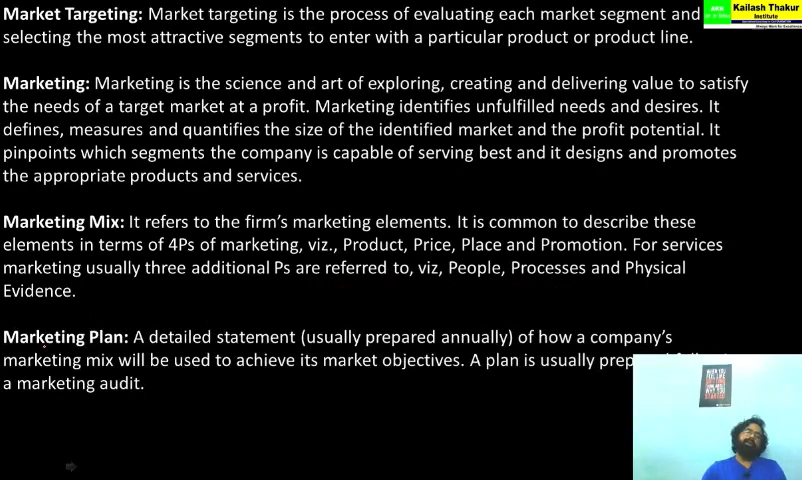 Market Targeting: Market targeting is the process of evaluating each market segment and
selecting the most attractive segments to enter with a particular product or product line.
Kailash Thakur
Institute
Marketing: Marketing is the science and art of exploring, creating and delivering value to satisfy
the needs of a target market at a profit. Marketing identifies unfulfilled needs and desires. It
defines, measures and quantifies the size of the identified market and the profit potential. It
pinpoints which segments the company is capable of serving best and it designs and promotes
the appropriate products and services.
Marketing Mix: It refers to the firm's marketing elements. It is common to describe these
elements in terms of 4Ps of marketing, viz., Product, Price, Place and Promotion. For services
marketing usually three additional Ps are referred to, viz, People, Processes and Physical
Evidence.
Marketing Plan: A detailed statement (usually prepared annually) of how a company's
marketing mix will be used to achieve its market objectives. A plan is usually prep
a marketing audit.
WHEN YOU
FEEL LIKE
WHY YOU
STARTED